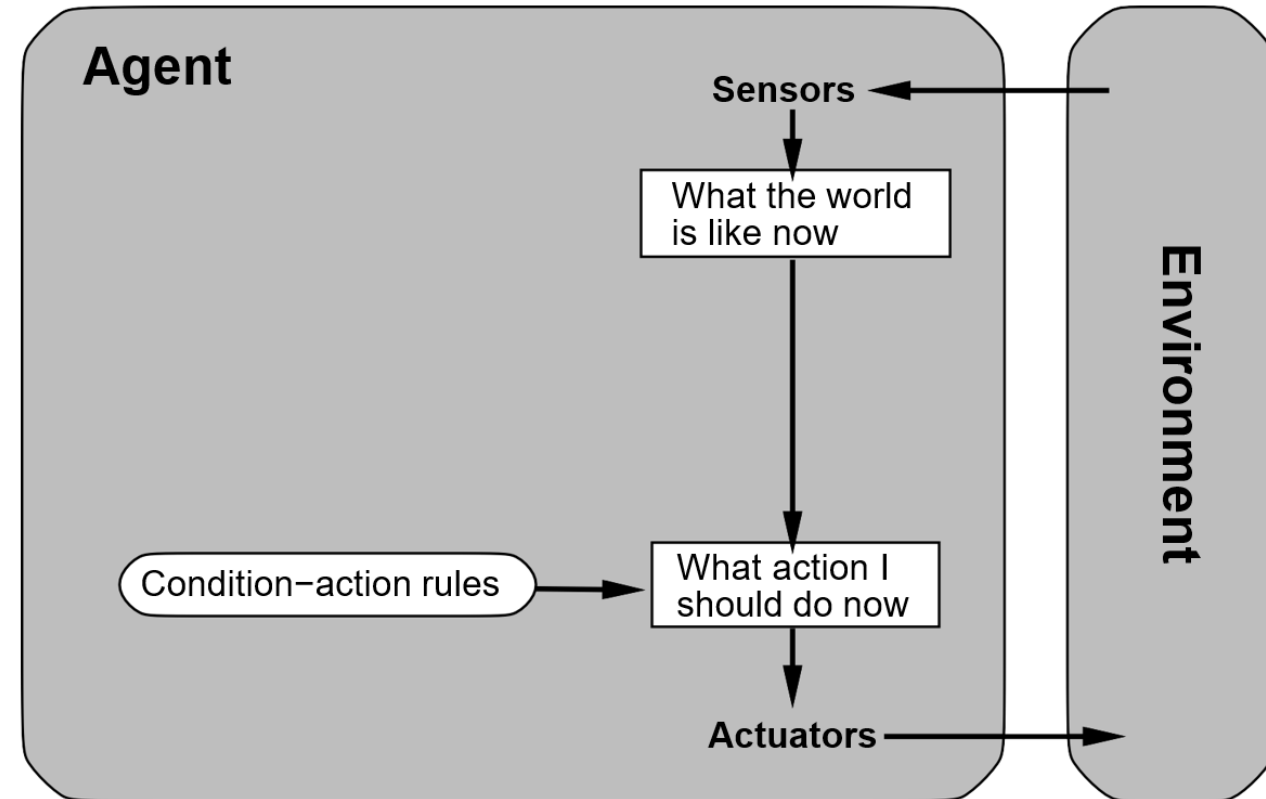 Agent
Sensors
What the world
is like now
Environment
Condition−action rules
What action I
should do now
Actuators